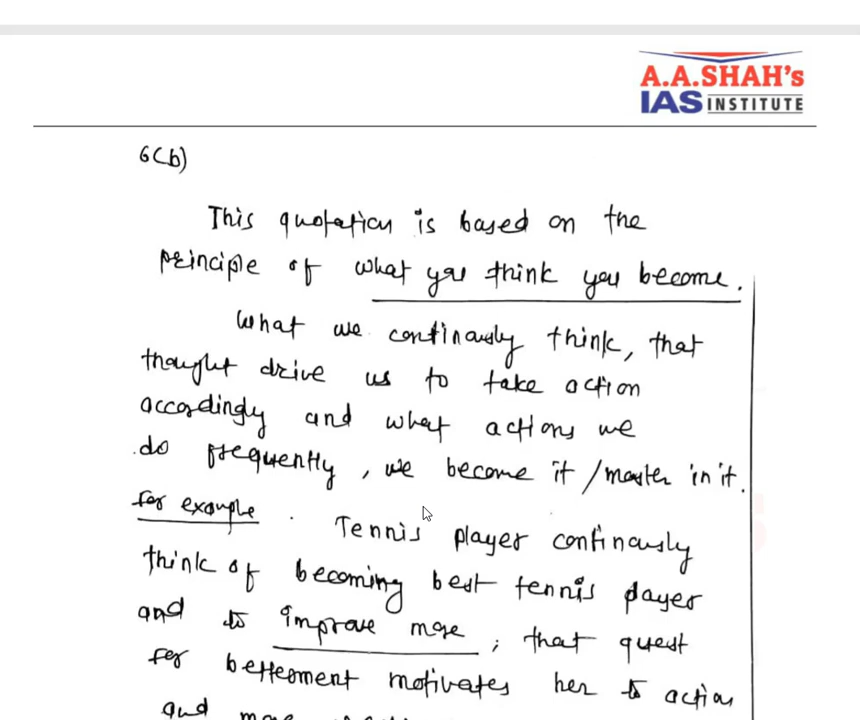 A.A.SHAH's
IAS INSTITUTE
6(b)
This quotation is based on the
principle of what you think you become.
What we continously think, that
thought drive us to take action
accordingly and what actions we
do frequently, we become it/master in it.
for example. Tennis player continously
think of becoming best tennis player
and to improve more; that quest
for betterment motivates her to action
and more